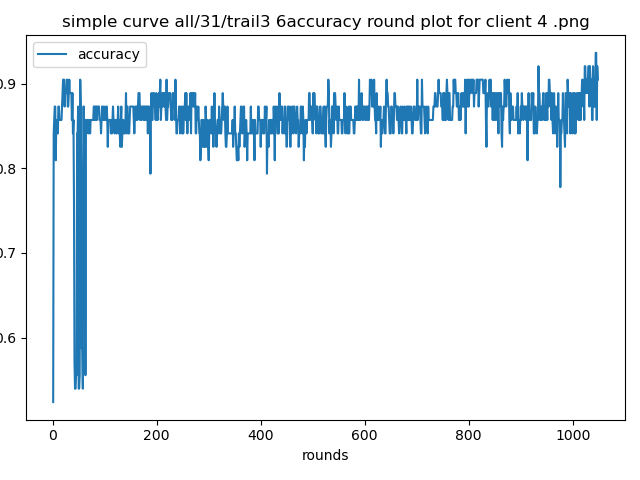 simple curve all/31/trail3 6accuracy round plot for client 4 .png
accuracy
0.9
0.8
0.7
0.6
0 200 400 600 800 1000
rounds